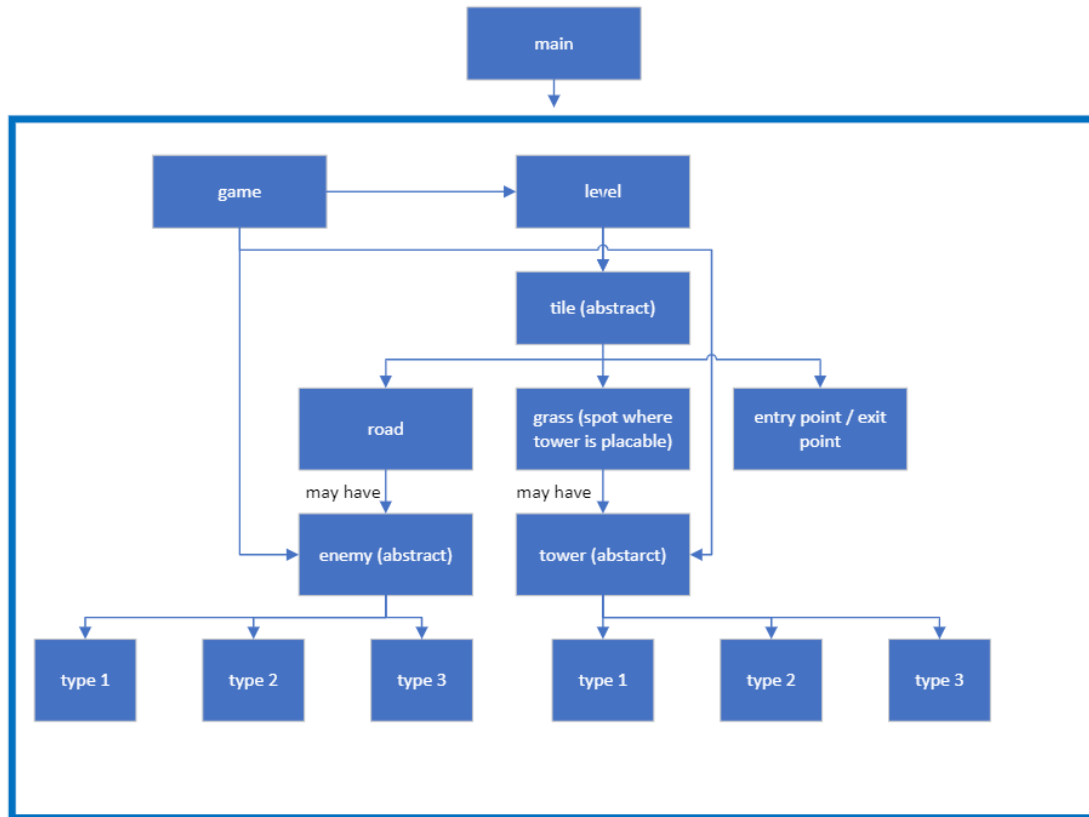 main
game
level
tile (abstract)
road
grass (spot where
tower is placable)
entry point / exit
point
may have
may have
enemy (abstract)
tower (abstarct)
type 1
type 2
type 3
type 1
type 2
type 3